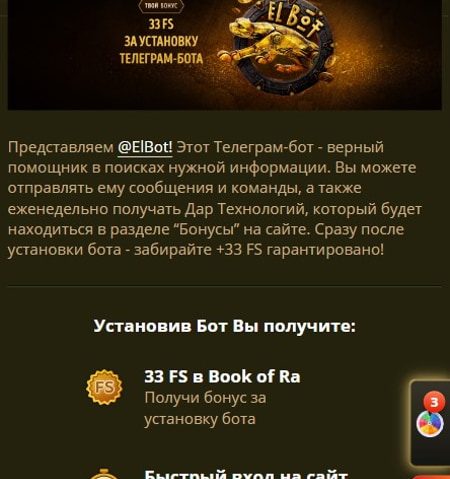 ТВОЙ БОНУС
EL BOT
33 FS
ЗА УСТАНОВКУ
ТЕЛЕГРАМ-БОТА
Представляем @ElBot! Этот Телеграм-бот - верный
помощник в поисках нужной информации. Вы можете
отправлять ему сообщения и команды, а также
еженедельно получать Дар Технологий, который будет
находиться в разделе “Бонусы” на сайте. Сразу после
установки бота - забирайте +33 FS гарантировано!
Установив Бот Вы получите:
FS
33 FS в Book of Ra
Получи бонус за
установку бота
3
Быстрый вход на сайт